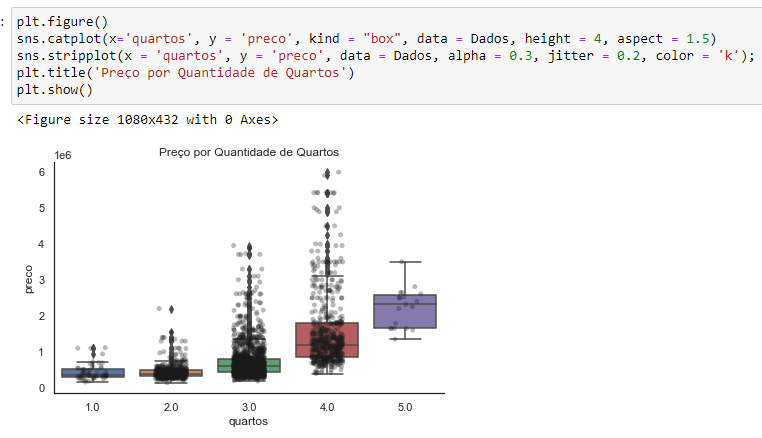 :
plt.figure()
sns.catplot(x='quartos', y = 'preco', kind = "box", data = Dados, height = 4, aspect = 1.5)
sns.stripplot(x = 'quartos', y = 'preco', data = Dados, alpha = 0.3, jitter = 0.2, color = 'k');
plt.title('Preço por Quantidade de Quartos')
plt.show()
<Figure size 1080x432 with 0 Axes>
Preço por Quantidade de Quartos
1e6
6
5
4
3
2
1
0
preco
1.0 2.0 3.0 4.0 5.0
quartos